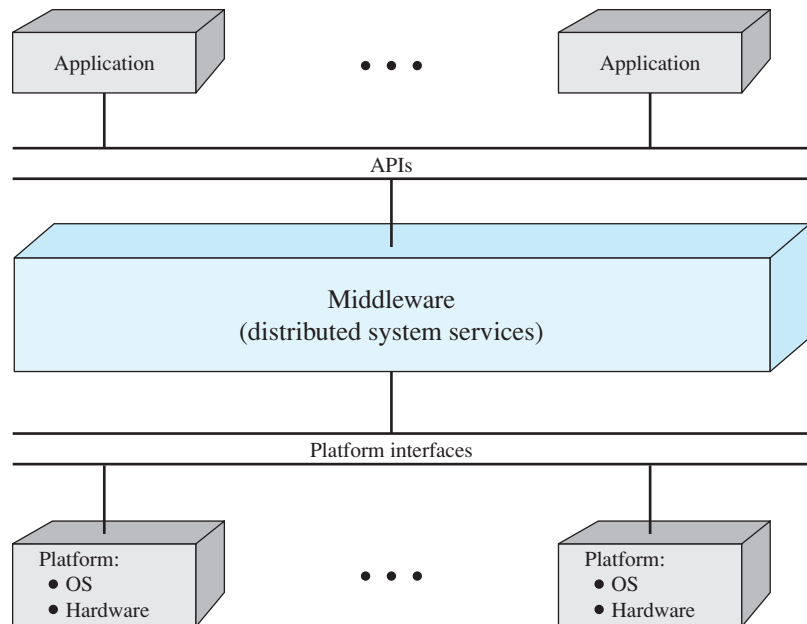 Application
Application
APIs
Middleware
(distributed system services)
Platform interfaces
Platform:
• OS
• Hardware
Platform:
• OS
• Hardware